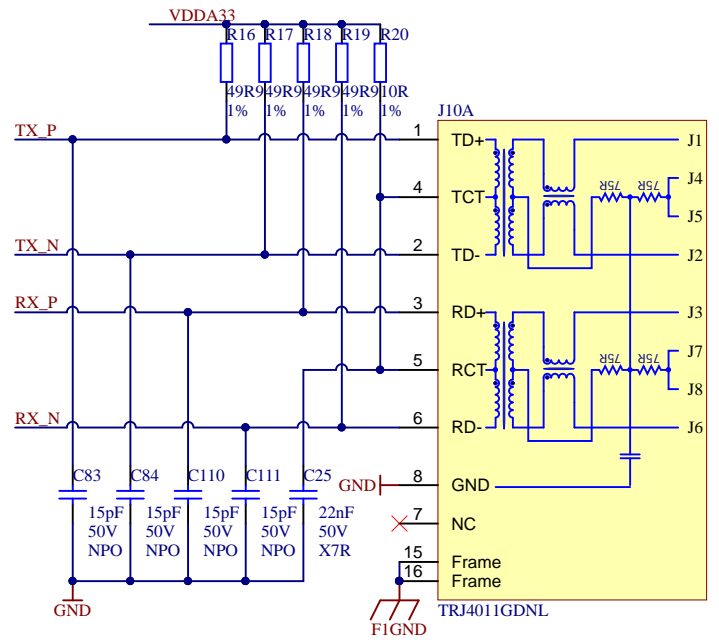 VDDA33
R16 R17 R18 R19 R20
49R9 49R9 49R9 49R9 10R
1% 1% 1% 1% 1%
J10A
TX_P 1 TD+ J1
J4
75R 75R
4 TCT
J5
TX_N 2 TD- J2
RX_P 3 RD+ J3
J7
75R 75R
5 RCT
J8
RX_N 6 RD- J6
C83 C84 C110 C111 C25
GND 8 GND
15pF 15pF 15pF 15pF 22nF
50V 50V 50V 50V 50V
NPO NPO NPO NPO X7R
7 NC
15 Frame
16 Frame
GND
TRJ4011GDNL
F1GND